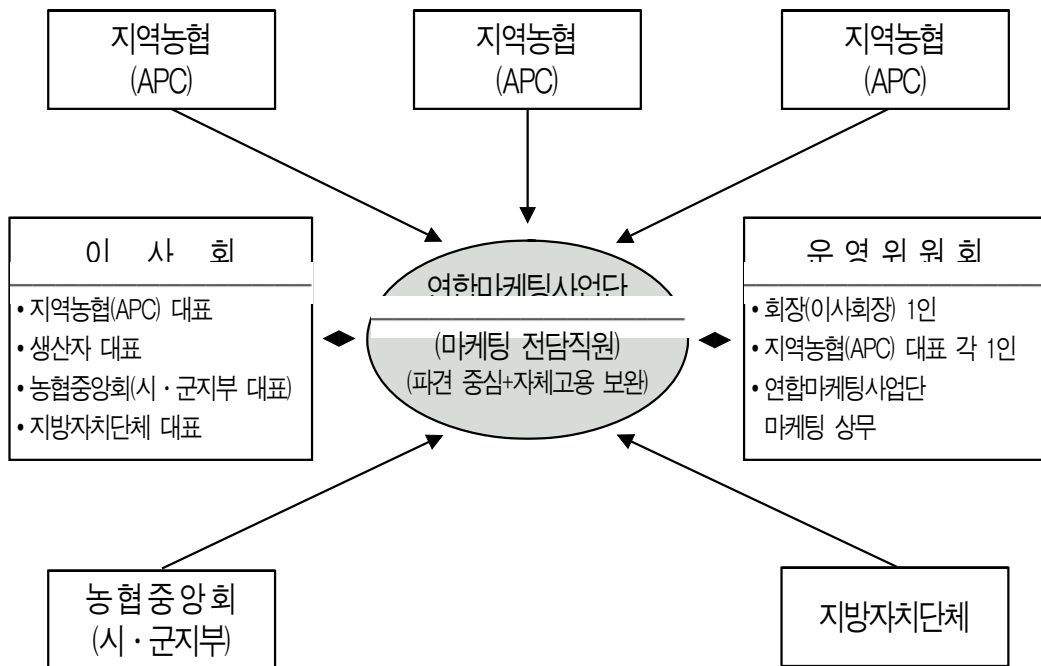 지역농협
(APC)
지역농협
(APC)
지역농협
(APC)
이 사 회
• 지역농협(APC) 대표
• 생산자 대표
• 농협중앙회(시·군지부 대표)
• 지방자치단체 대표
연합마케팅사업단
(마케팅 전담직원)
(파견 중심+자체고용 보완)
운 영 위 원 회
• 회장(이사회장) 1인
• 지역농협(APC) 대표 각 1인
• 연합마케팅사업단
마케팅 상무
농협중앙회
(시·군지부)
지방자치단체